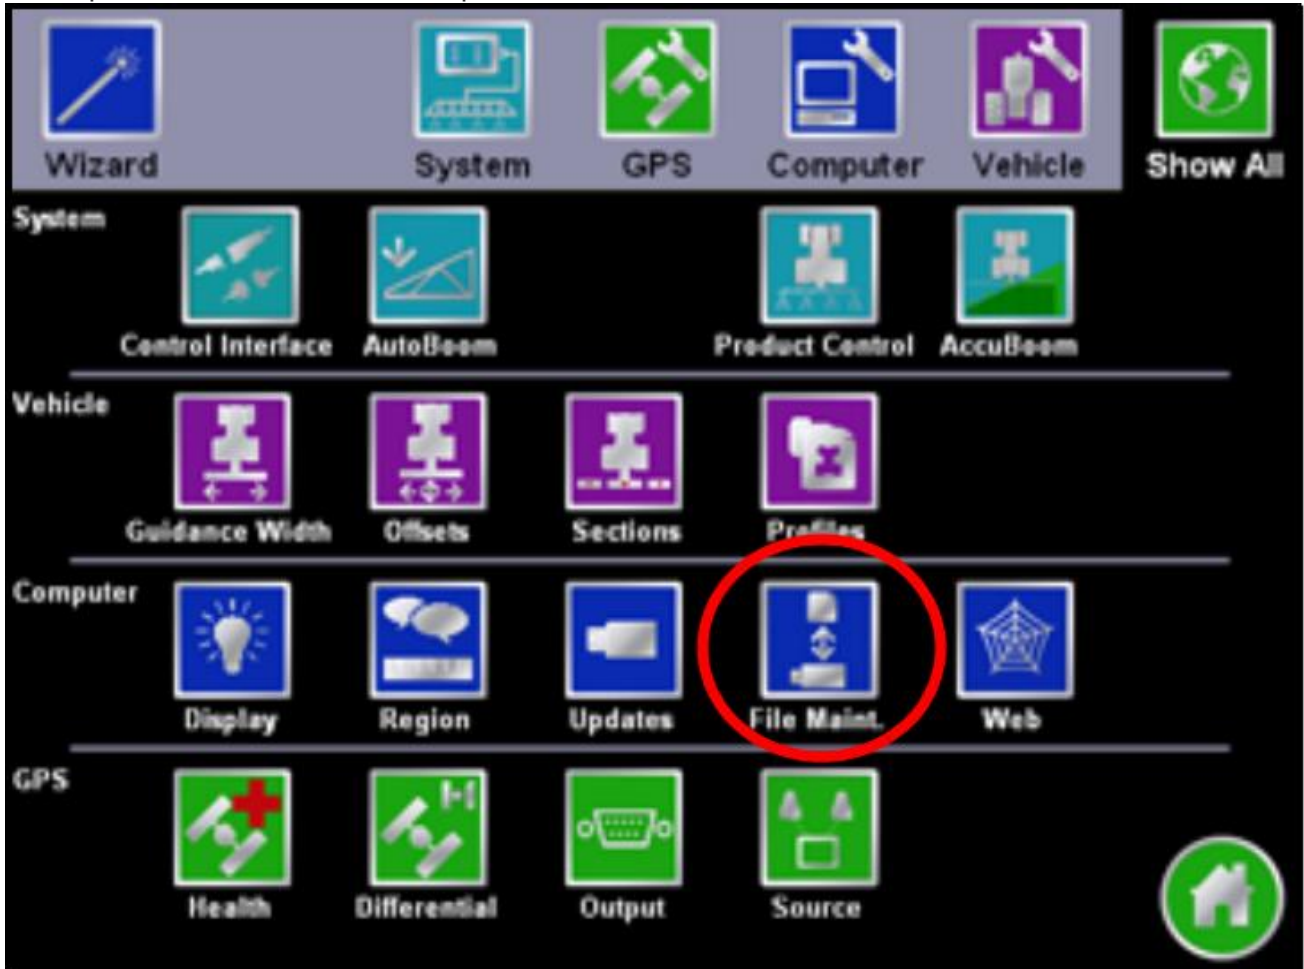 Wizard System GPS Computer Vehicle Show All
System
Control Interface AutoBoom Product Control AccuBoom
Vehicle
Guidance Width Offsets Sections Profiles
Computer
Display Region Updates File Maint. Web
GPS
Health Differential Output Source